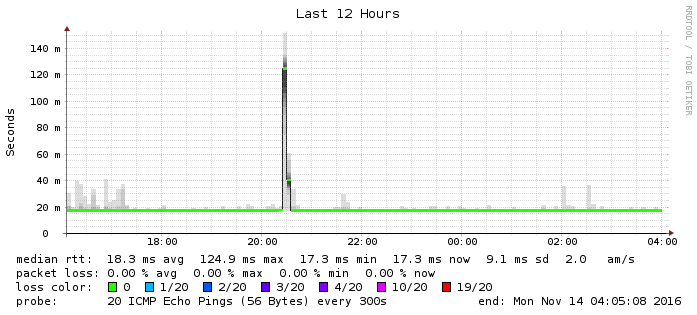 Last 12 Hours
RRDTOOL / TOBI OETIKER
Seconds
140 m
120 m
100 m
80 m
60 m
40 m
20 m
0
18:00 20:00 22:00 00:00 02:00 04:00
median rtt: 18.3 ms avg 124.9 ms max 17.3 ms min 17.3 ms now 9.1 ms sd 2.0 am/s
packet loss: 0.00 % avg 0.00 % max 0.00 % min 0.00 % now
loss color: 0 1/20 2/20 3/20 4/20 10/20 19/20
probe: 20 ICMP Echo Pings (56 Bytes) every 300s end: Mon Nov 14 04:05:08 2016